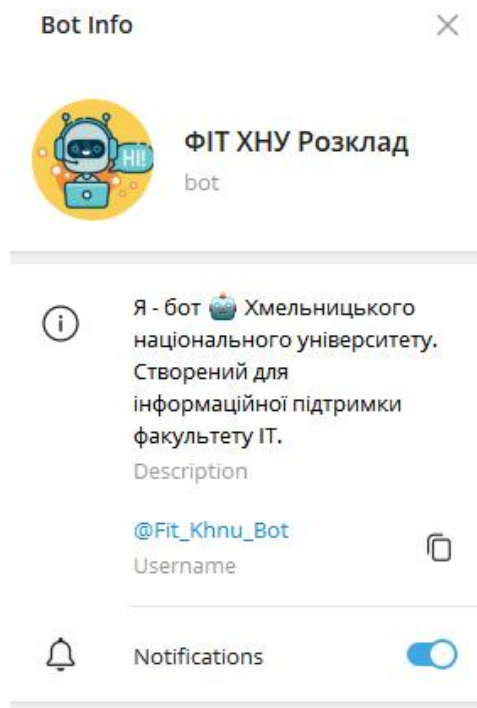 Bot Info
ФІТ ХНУ Розклад
bot
HI!
Я - бот 🤖 Хмельницького
національного університету.
Створений для
інформаційної підтримки
факультету ІТ.
Description
@Fit_Khnu_Bot
Username
Notifications